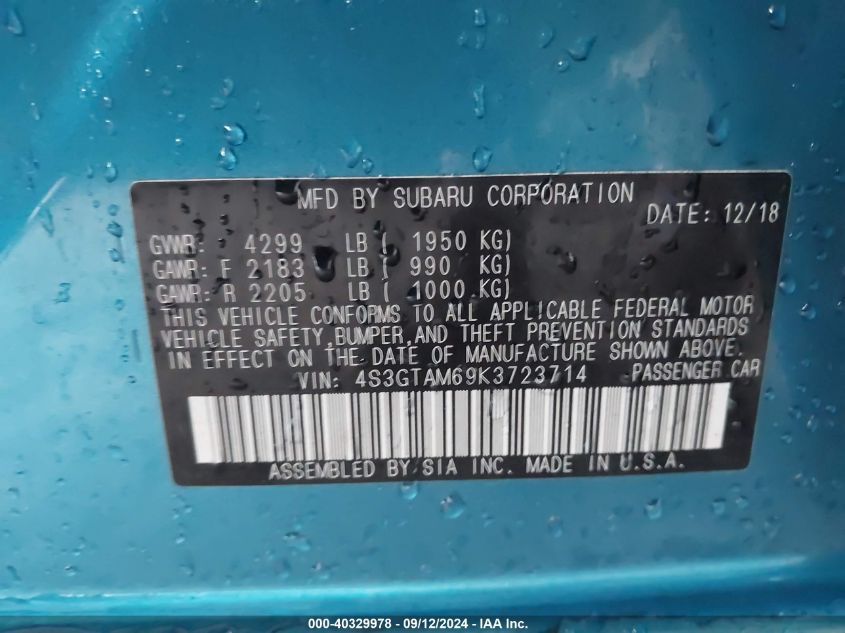 MFD BY SUBARU CORPORATION
DATE: 12/18
GVWR: 4299 LB ( 1950 KG)
GAWR: F 2183 LB ( 990 KG)
GAWR: R 2205 LB ( 1000 KG)
THIS VEHICLE CONFORMS TO ALL APPLICABLE FEDERAL MOTOR
VEHICLE SAFETY, BUMPER, AND THEFT PREVENTION STANDARDS
IN EFFECT ON THE DATE OF MANUFACTURE SHOWN ABOVE.
VIN: 4S3GTAM69K3723714 PASSENGER CAR
ASSEMBLED BY SIA INC. MADE IN U.S.A.
000-40329978 - 09/12/2024 - IAA Inc.